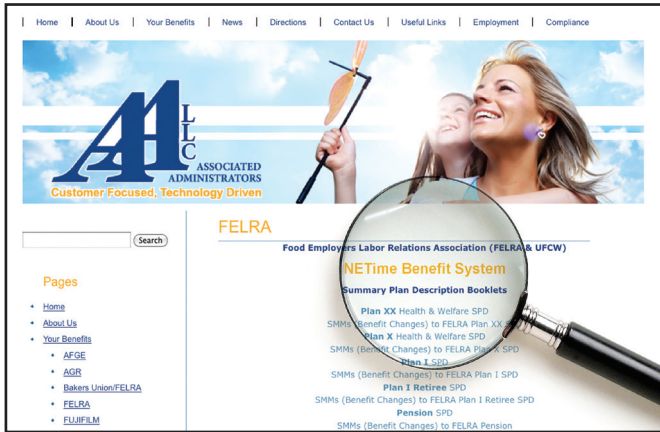 Home | About Us | Your Benefits | News | Directions | Contact Us | Useful Links | Employment | Compliance
AA LLC
ASSOCIATED
ADMINISTRATORS
Customer Focused, Technology Driven
Search
Pages
Home
About Us
Your Benefits
AFGE
AGR
Bakers Union/FELRA
FELRA
FUJIFILM
FELRA
Food Employers Labor Relations Association (FELRA & UFCW)
NETime Benefit System
Summary Plan Description Booklets
Plan XX Health & Welfare SPD
SMMs (Benefit Changes) to FELRA Plan XX SPD
Plan X Health & Welfare SPD
SMMs (Benefit Changes) to FELRA Plan X SPD
Plan I SPD
SMMs (Benefit Changes) to FELRA Plan I SPD
Plan I Retiree SPD
SMMs (Benefit Changes) to FELRA Plan I Retiree SPD
Pension SPD
SMMs (Benefit Changes) to FELRA Pension